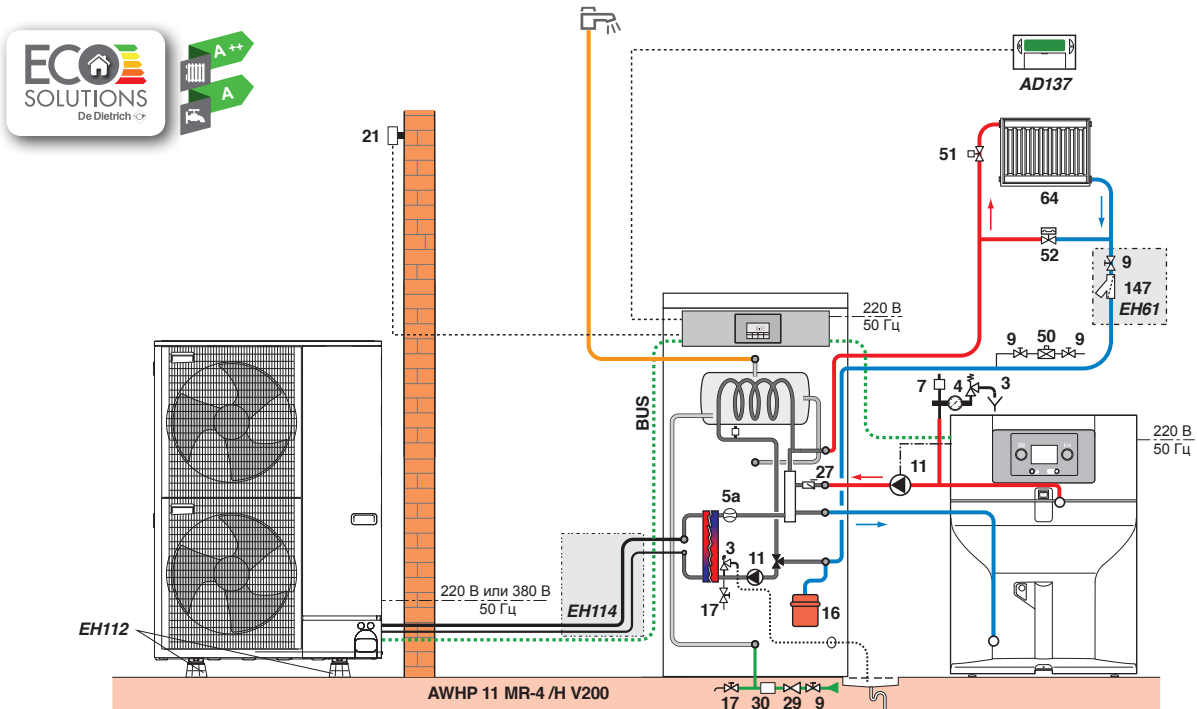 ECO
SOLUTIONS
De Dietrich
A++
A
AD137
21
51
64
52
9
147
EH61
220 В
50 Гц
9
50
9
7
4
3
BUS
220 В
50 Гц
27
11
5a
3
11
17
16
220 В или 380 В
50 Гц
EH114
EH112
AWHP 11 MR-4 /H V200
17
30
29
9